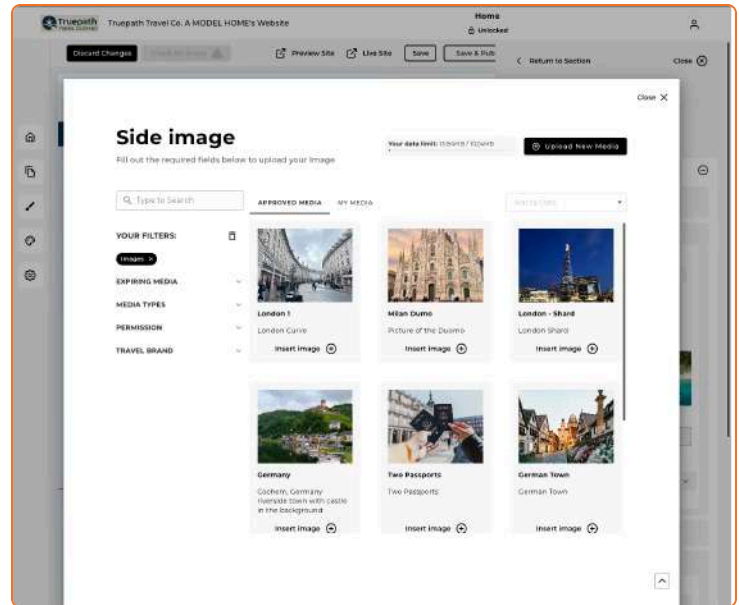 Truepath
Truepath Travel Co. A MODEL HOME's Website
Home
Unlocked
Discard Changes
Preview Site
Live Site
Save
Save & Pub
Return to Section
Close
Close
Side image
Fill out the required fields below to upload your image
Your data limit:
Upload New Media
Type to Search
APPROVED MEDIA
MY MEDIA
YOUR FILTERS:
Images ×
EXPIRING MEDIA
MEDIA TYPES
PERMISSION
TRAVEL BRAND
London 1
Milan Dumo
London - Shard
London Curve
Picture of the Duomo
London Shard
Insert image
Insert image
Insert image
Germany
Two Passports
German Town
Cochem, Germany
Two Passports
German Town
riverside town with castle
in the background
Insert image
Insert image
Insert image